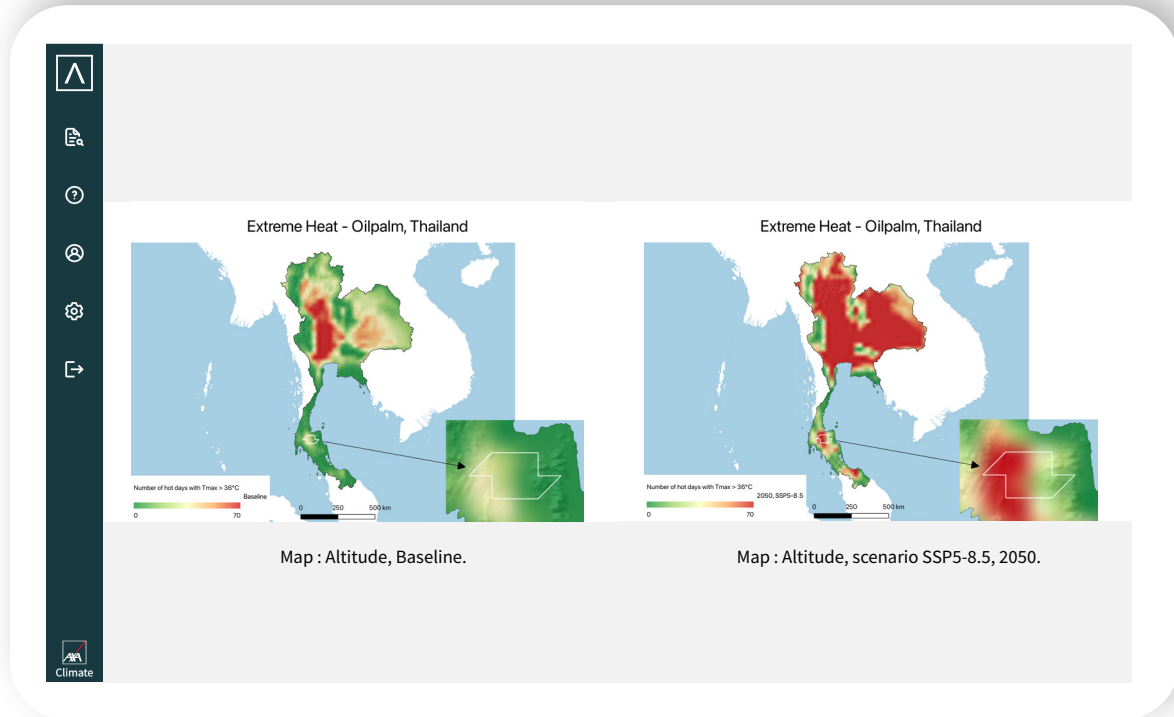 Extreme Heat - Oilpalm, Thailand
Number of hot days with Tmax > 36°C
Baseline
0 70
0 250 500 km
Map : Altitude, Baseline.
Extreme Heat - Oilpalm, Thailand
Number of hot days with Tmax > 36°C
2050, SSP5-8.5
0 70
0 250 500 km
Map : Altitude, scenario SSP5-8.5, 2050.
AXA
Climate